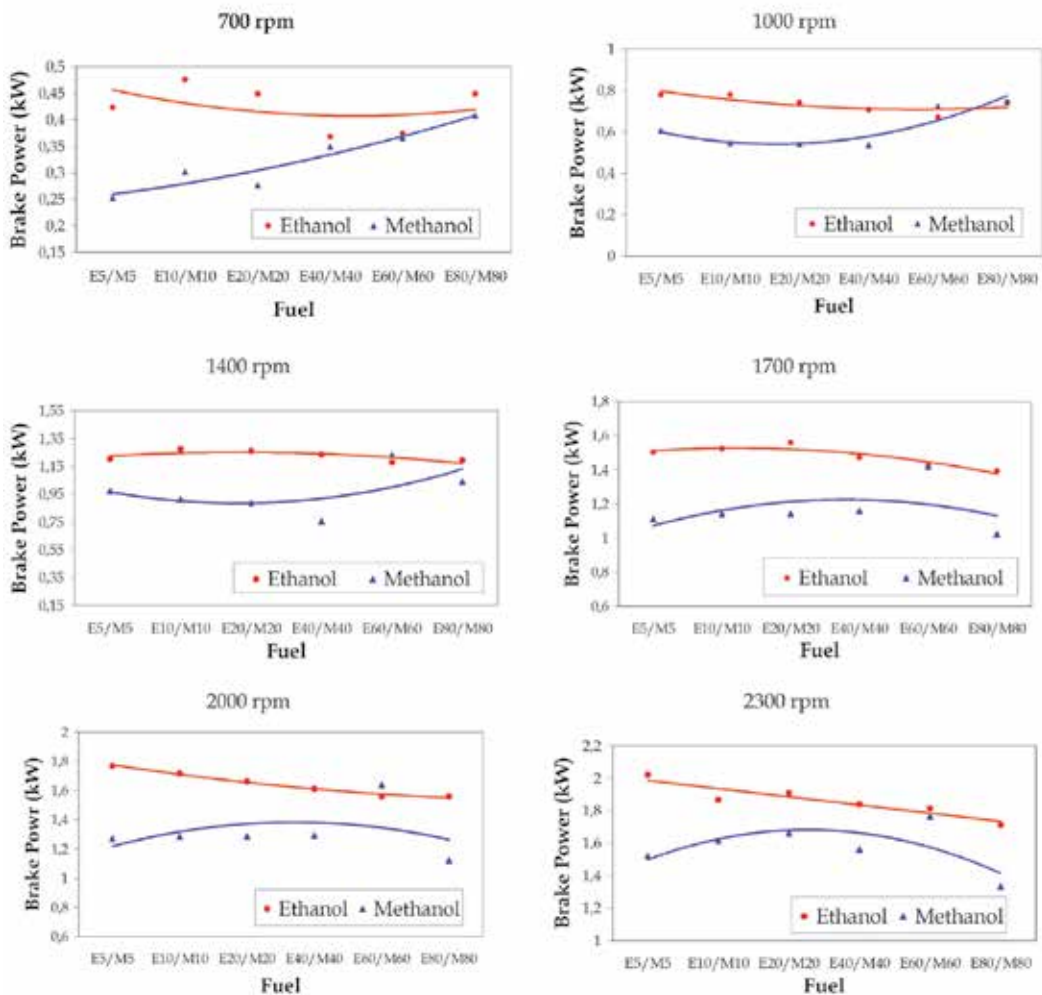 700 rpm
Brake Power (kW)
0,5
0,45
0,4
0,35
0,3
0,25
0,2
0,15
Ethanol Methanol
E5/M5 E10/M10 E20/M20 E40/M40 E60/M60 E80/M80
Fuel
1000 rpm
Brake Power (kW)
1
0,8
0,6
0,4
0,2
0
Ethanol Methanol
E5/M5 E10/M10 E20/M20 E40/M40 E60/M60 E80/M80
Fuel
1400 rpm
Brake Power (kW)
1,55
1,35
1,15
0,95
0,75
0,55
0,35
0,15
Ethanol Methanol
E5/M5 E10/M10 E20/M20 E40/M40 E60/M60 E80/M80
Fuel
1700 rpm
Brake Power (kW)
1,8
1,6
1,4
1,2
1
0,8
0,6
Ethanol Methanol
E5/M5 E10/M10 E20/M20 E40/M40 E60/M60 E80/M80
Fuel
2000 rpm
Brake Powr (kW)
2
1,8
1,6
1,4
1,2
1
0,8
0,6
Ethanol Methanol
E5/M5 E10/M10 E20/M20 E40/M40 E60/M60 E80/M80
Fuel
2300 rpm
Brake Power (kW)
2,2
2
1,8
1,6
1,4
1,2
1
Ethanol Methanol
E5/M5 E10/M10 E20/M20 E40/M40 E60/M60 E80/M80
Fuel